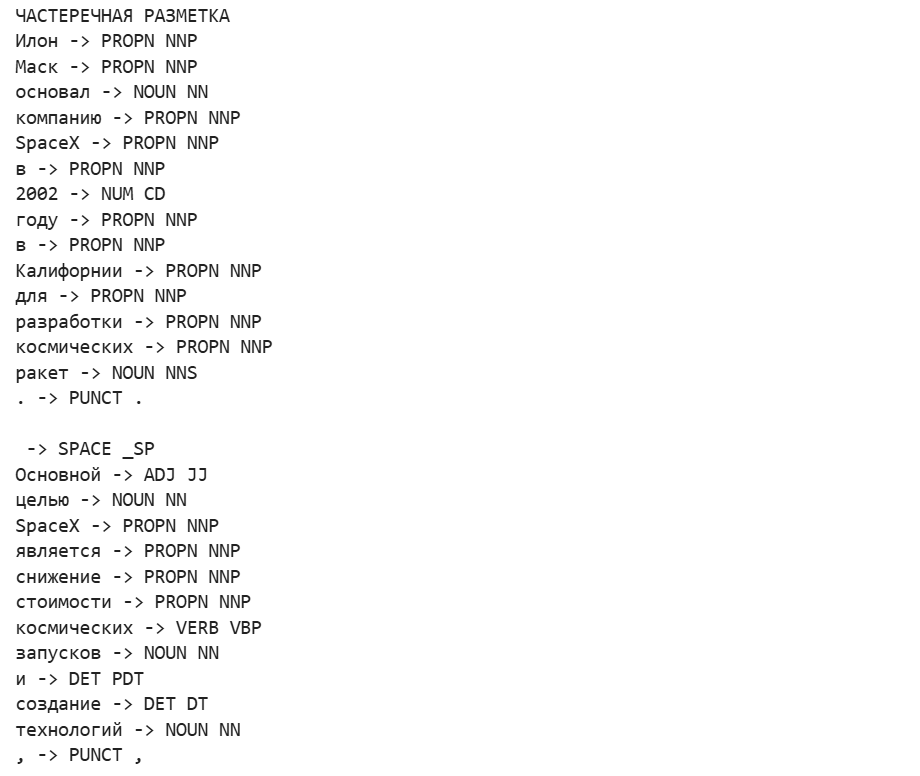 ЧАСТЕРЕЧНАЯ РАЗМЕТКА
Илон -> PROPN NNP
Маск -> PROPN NNP
основал -> NOUN NN
компанию -> PROPN NNP
SpaceX -> PROPN NNP
в -> PROPN NNP
2002 -> NUM CD
году -> PROPN NNP
в -> PROPN NNP
Калифорнии -> PROPN NNP
для -> PROPN NNP
разработки -> PROPN NNP
космических -> PROPN NNP
ракет -> NOUN NNS
. -> PUNCT .
-> SPACE _SP
Основной -> ADJ JJ
целью -> NOUN NN
SpaceX -> PROPN NNP
является -> PROPN NNP
снижение -> PROPN NNP
стоимости -> PROPN NNP
космических -> VERB VBP
запусков -> NOUN NN
и -> DET PDT
создание -> DET DT
технологий -> NOUN NN
, -> PUNCT ,